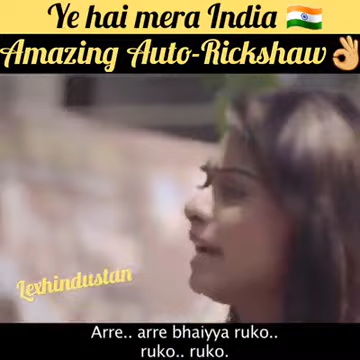 Ye hai mera India 🇮🇳
Amazing Auto-Rickshaw 👌
Lexhindustan
Arre.. arre bhaiyya ruko..
ruko.. ruko.